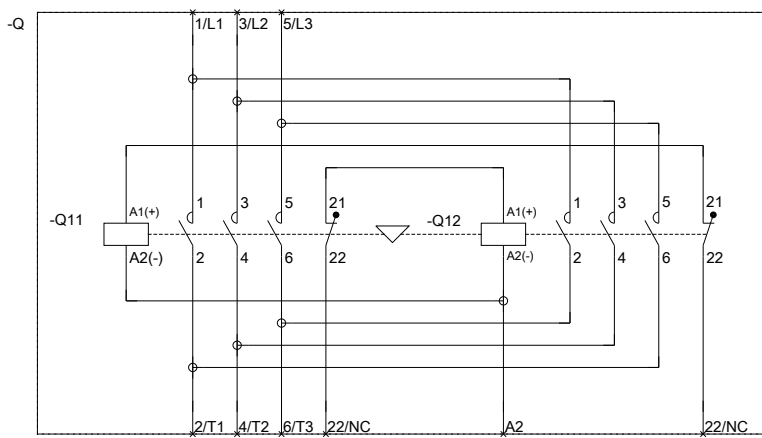 -Q
1/L1 3/L2 5/L3
1 3 5 21 1 3 5 21
-Q11 A1(+) -Q12 A1(+)
A2(-) 2 4 6 22 A2(-) 2 4 6 22
2/T1 4/T2 6/T3 22/NC A2 22/NC